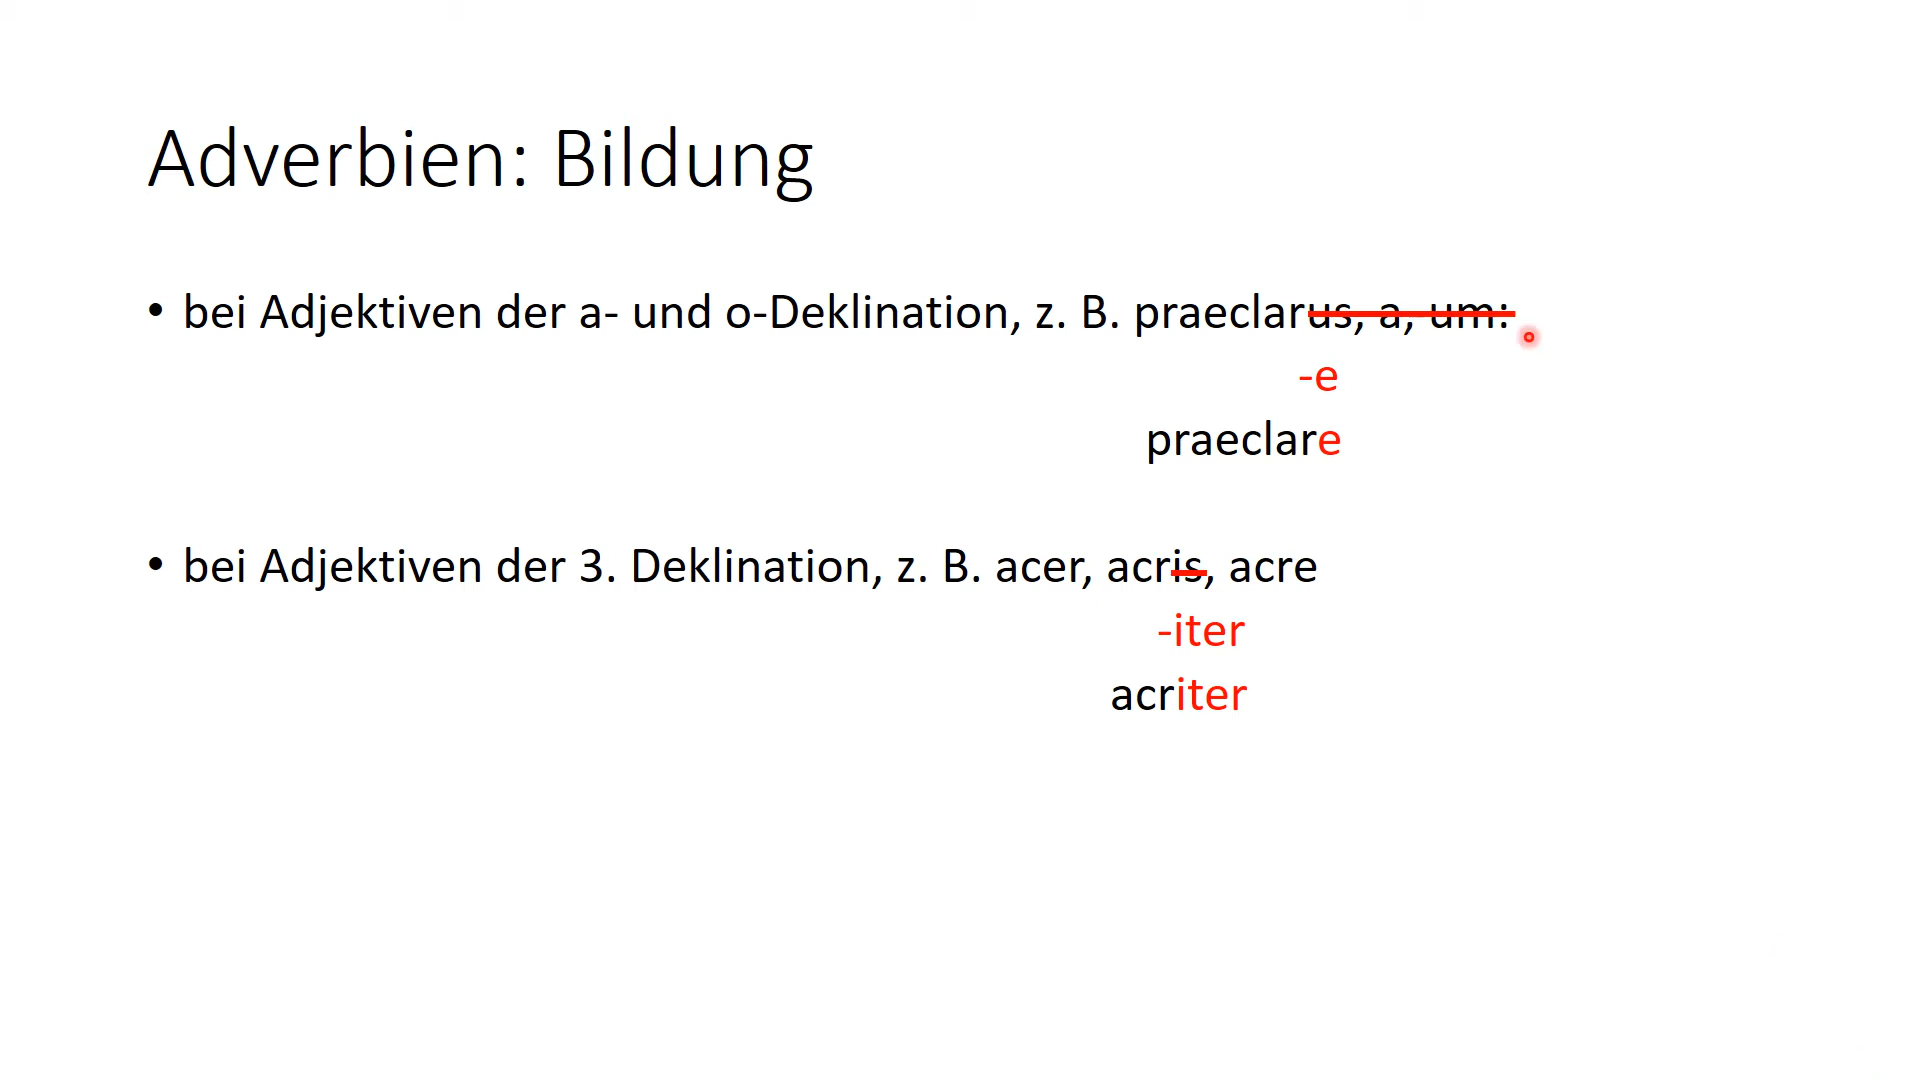 Adverbien: Bildung
• bei Adjektiven der a- und o-Deklination, z. B. praeclarus, a, um:
-e
praeclare
• bei Adjektiven der 3. Deklination, z. B. acer, acris, acre
-iter
acriter